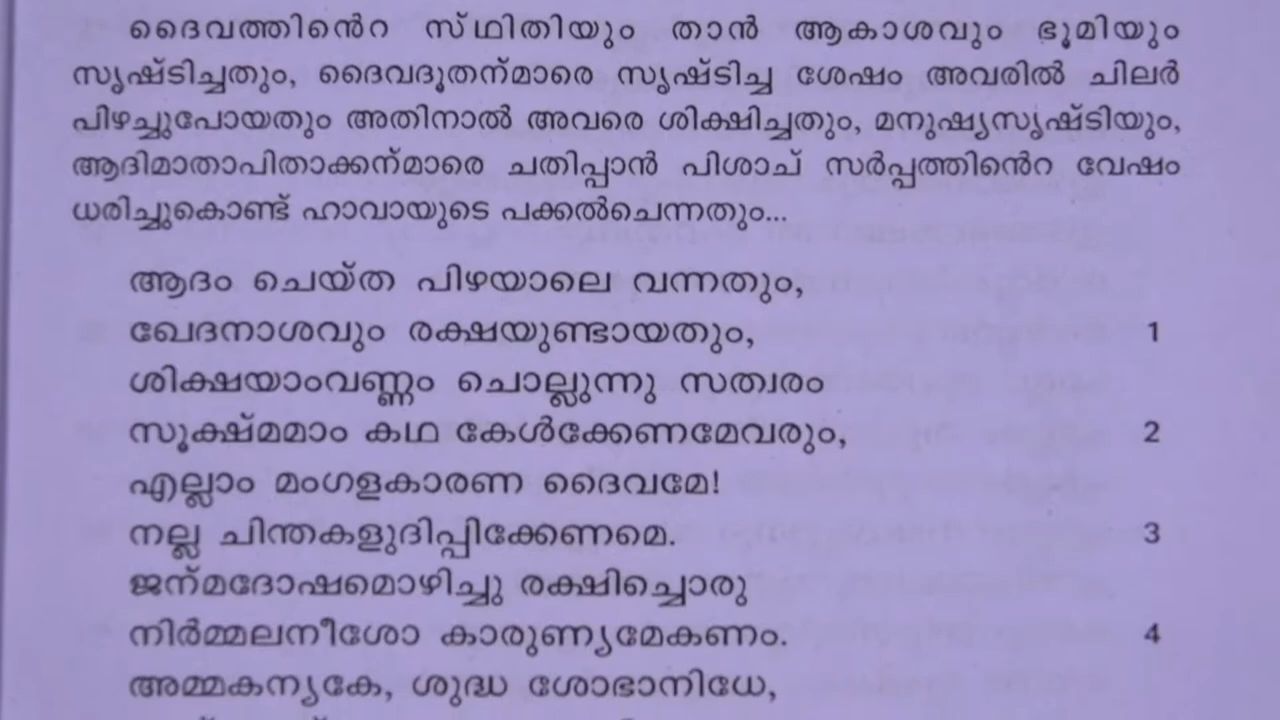 ദൈവത്തിൻെറ സ്ഥിതിയും താൻ ആകാശവും ഭൂമിയും
സൃഷ്ടിച്ചതും, ദൈവദൂതന്മാരെ സൃഷ്ടിച്ച ശേഷം അവരിൽ ചിലർ
പിഴച്ചുപോയതും അതിനാൽ അവരെ ശിക്ഷിച്ചതും, മനുഷ്യസൃഷ്ടിയും,
ആദിമാതാപിതാക്കന്മാരെ ചതിപ്പാൻ പിശാച് സർപ്പത്തിൻെറ വേഷം
ധരിച്ചുകൊണ്ട് ഹാവായുടെ പക്കൽചെന്നതും...
ആദം ചെയ്ത പിഴയാലെ വന്നതും,
ഖേദനാശവും രക്ഷയുണ്ടായതും, 1
ശിക്ഷയാംവണ്ണം ചൊല്ലുന്നു സത്വരം
സൂക്ഷ്മമാം കഥ കേൾക്കേണമേവരും, 2
എല്ലാം മംഗളകാരണ ദൈവമേ!
നല്ല ചിന്തകളുദിപ്പിക്കേണമെ. 3
ജന്മദോഷമൊഴിച്ചു രക്ഷിച്ചൊരു
നിർമ്മലനീശോ കാരുണ്യമേകണം. 4
അമ്മകന്യകേ, ശുദ്ധ ശോഭാനിധേ,